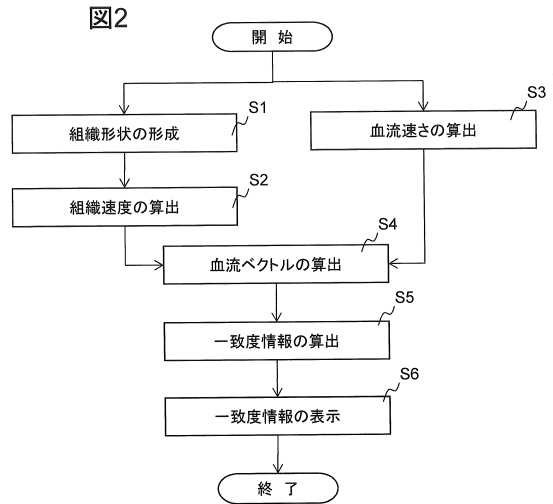 図2
開 始
S1
組織形状の形成
S3
血流速さの算出
S2
組織速度の算出
S4
血流ベクトルの算出
S5
一致度情報の算出
S6
一致度情報の表示
終 了